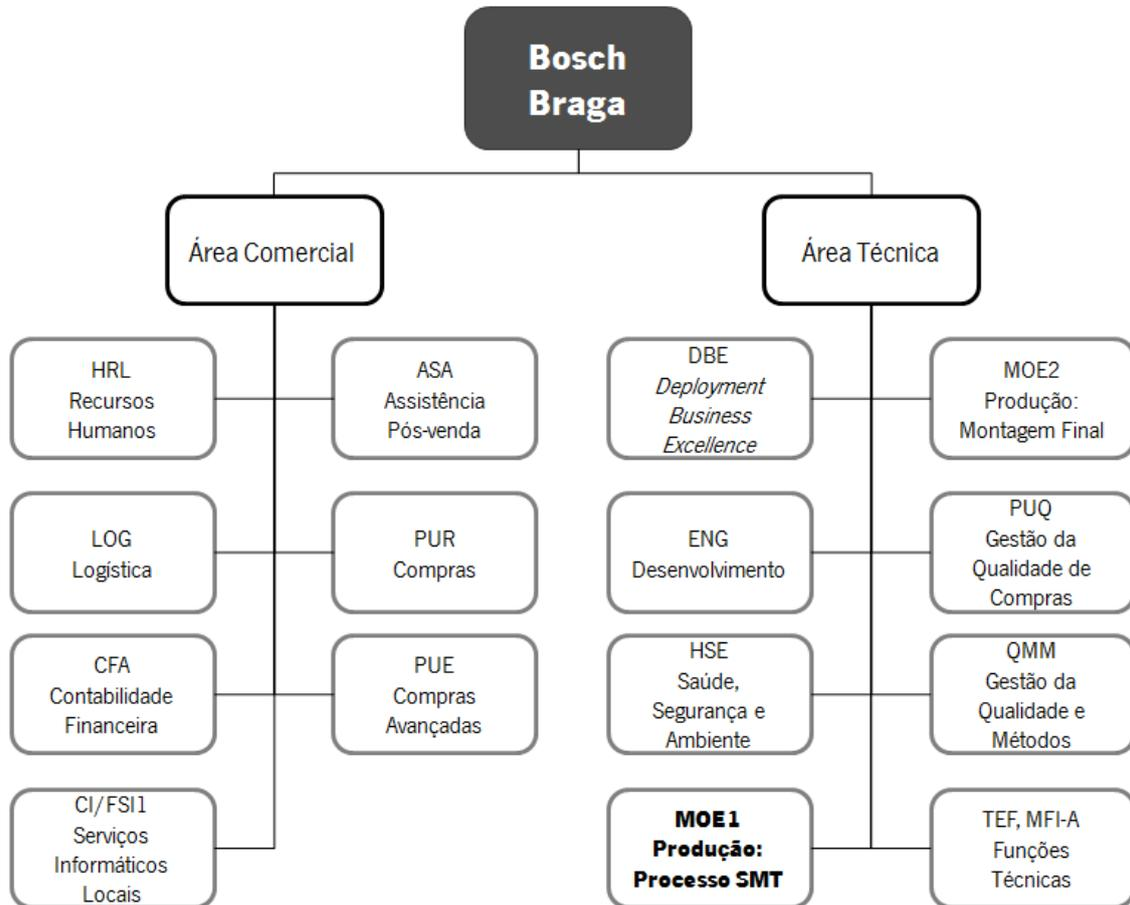 Bosch
Braga
Área Comercial
Área Técnica
HRL
Recursos
Humanos
ASA
Assistência
Pós-venda
DBE
Deployment
Business
Excellence
MOE2
Produção:
Montagem Final
LOG
Logística
PUR
Compras
ENG
Desenvolvimento
PUQ
Gestão da
Qualidade de
Compras
CFA
Contabilidade
Financeira
PUE
Compras
Avançadas
HSE
Saúde,
Segurança e
Ambiente
QMM
Gestão da
Qualidade e
Métodos
CI/FSI1
Serviços
Informáticos
Locais
MOE1
Produção:
Processo SMT
TEF, MFI-A
Funções
Técnicas